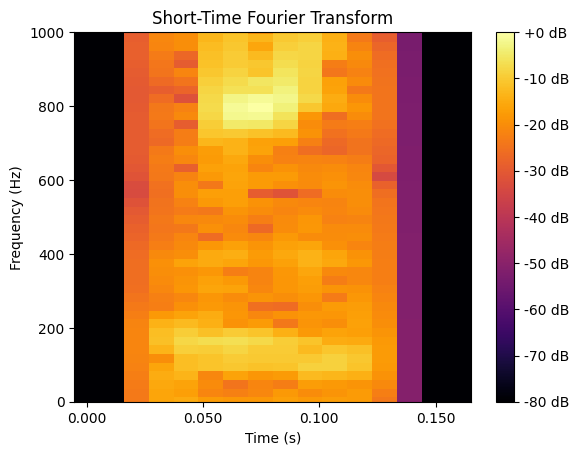 Short-Time Fourier Transform
1000
800
600
400
200
0
Frequency (Hz)
0.000
0.050
0.100
0.150
Time (s)
+0 dB
-10 dB
-20 dB
-30 dB
-40 dB
-50 dB
-60 dB
-70 dB
-80 dB